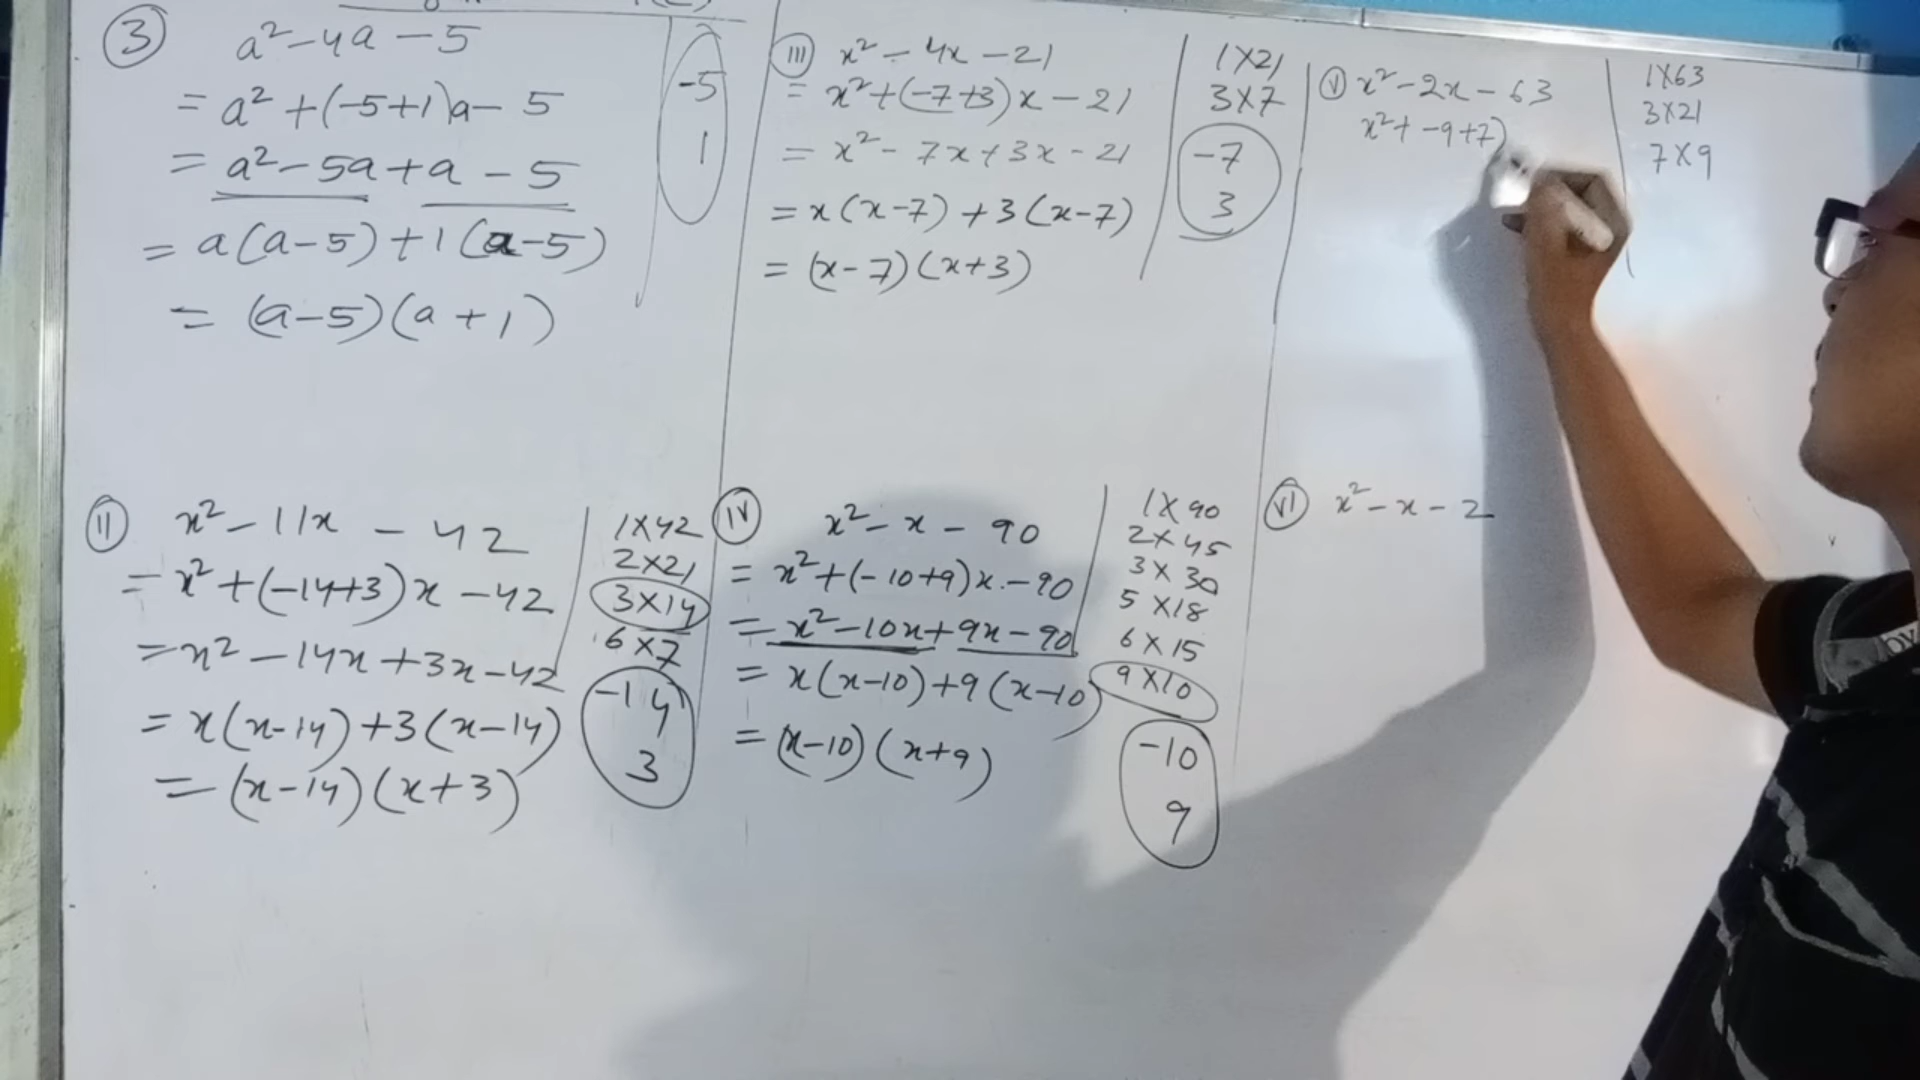 ③ a² - 4a - 5
= a² + (-5+1)a - 5
= a² - 5a + a - 5
= a(a-5) + 1(a-5)
= (a-5)(a+1)
-5
1
ⅱ x² - 11x - 42
= x² + (-14+3)x - 42
= x² - 14x + 3x - 42
= x(x-14) + 3(x-14)
= (x-14)(x+3)
1×42
2×21
3×14
6×7
-14
3
ⅲ x² - 4x - 21
= x² + (-7+3)x - 21
= x² - 7x + 3x - 21
= x(x-7) + 3(x-7)
= (x-7)(x+3)
1×21
3×7
-7
3
ⅳ x² - x - 90
= x² + (-10+9)x - 90
= x² - 10x + 9x - 90
= x(x-10) + 9(x-10)
= (x-10)(x+9)
1×90
2×45
3×30
5×18
6×15
9×10
-10
9
ⅴ x² - 2x - 63
x² + -9+7)
1×63
3×21
7×9
ⅵ x² - x - 2
by